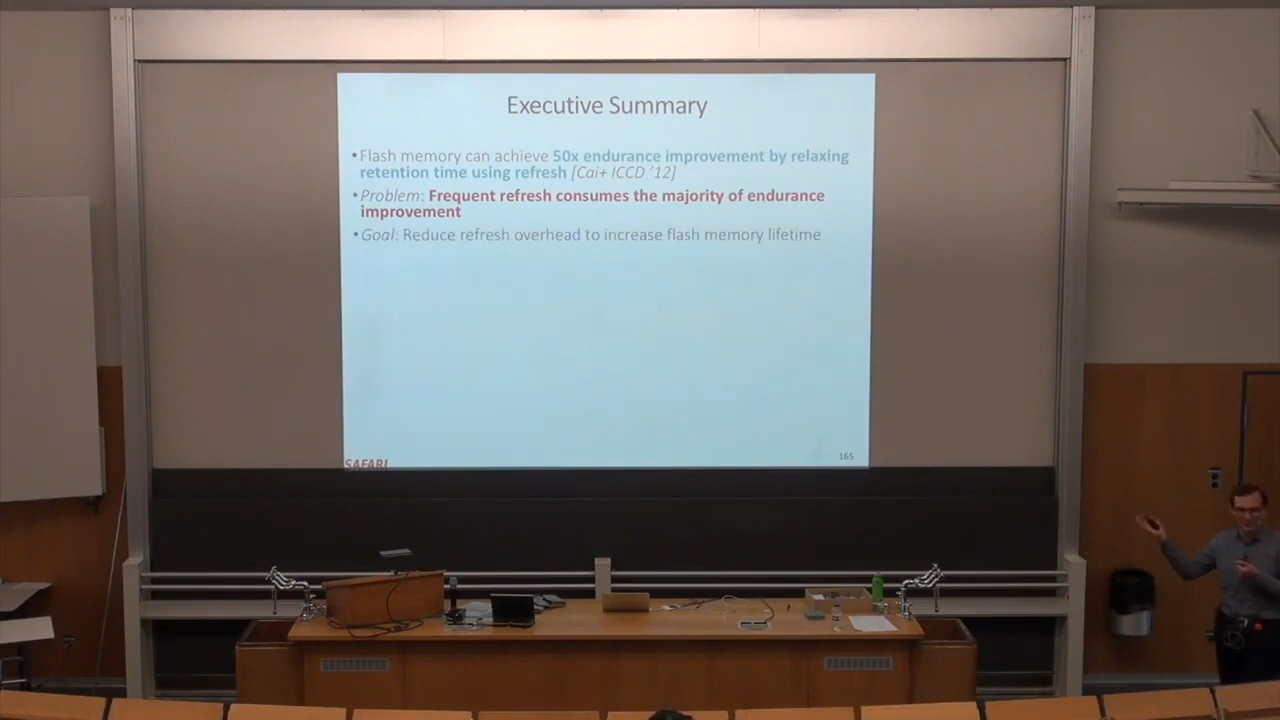 Executive Summary
•Flash memory can achieve 50x endurance improvement by relaxing
retention time using refresh [Cai+ ICCD '12]
•Problem: Frequent refresh consumes the majority of endurance
improvement
•Goal: Reduce refresh overhead to increase flash memory lifetime
SAFARI
165